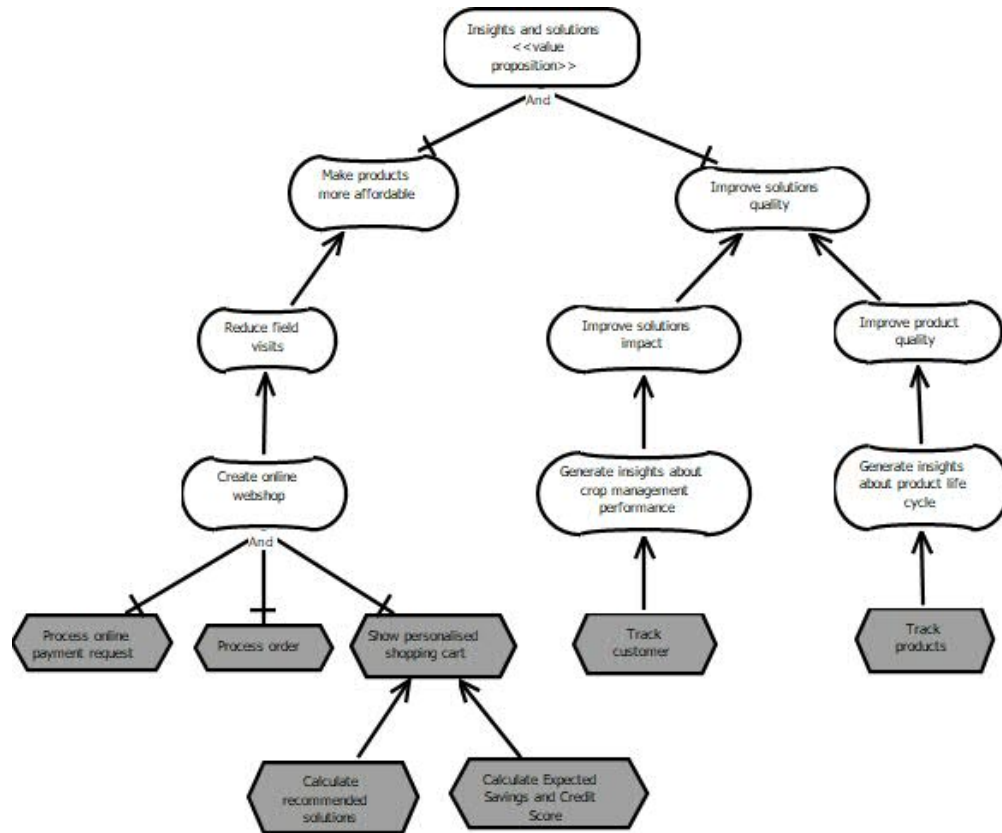 Insights and solutions
<<value
proposition>>
And
Make products
more affordable
Improve solutions
quality
Reduce field
visits
Improve solutions
impact
Improve product
quality
Create online
webshop
Generate insights about
crop management
performance
Generate insights
about product life
cycle
And
Process online
payment request
Process order
Show personalised
shopping cart
Track
customer
Track
products
Calculate
recommended
solutions
Calculate Expected
Savings and Credit
Score